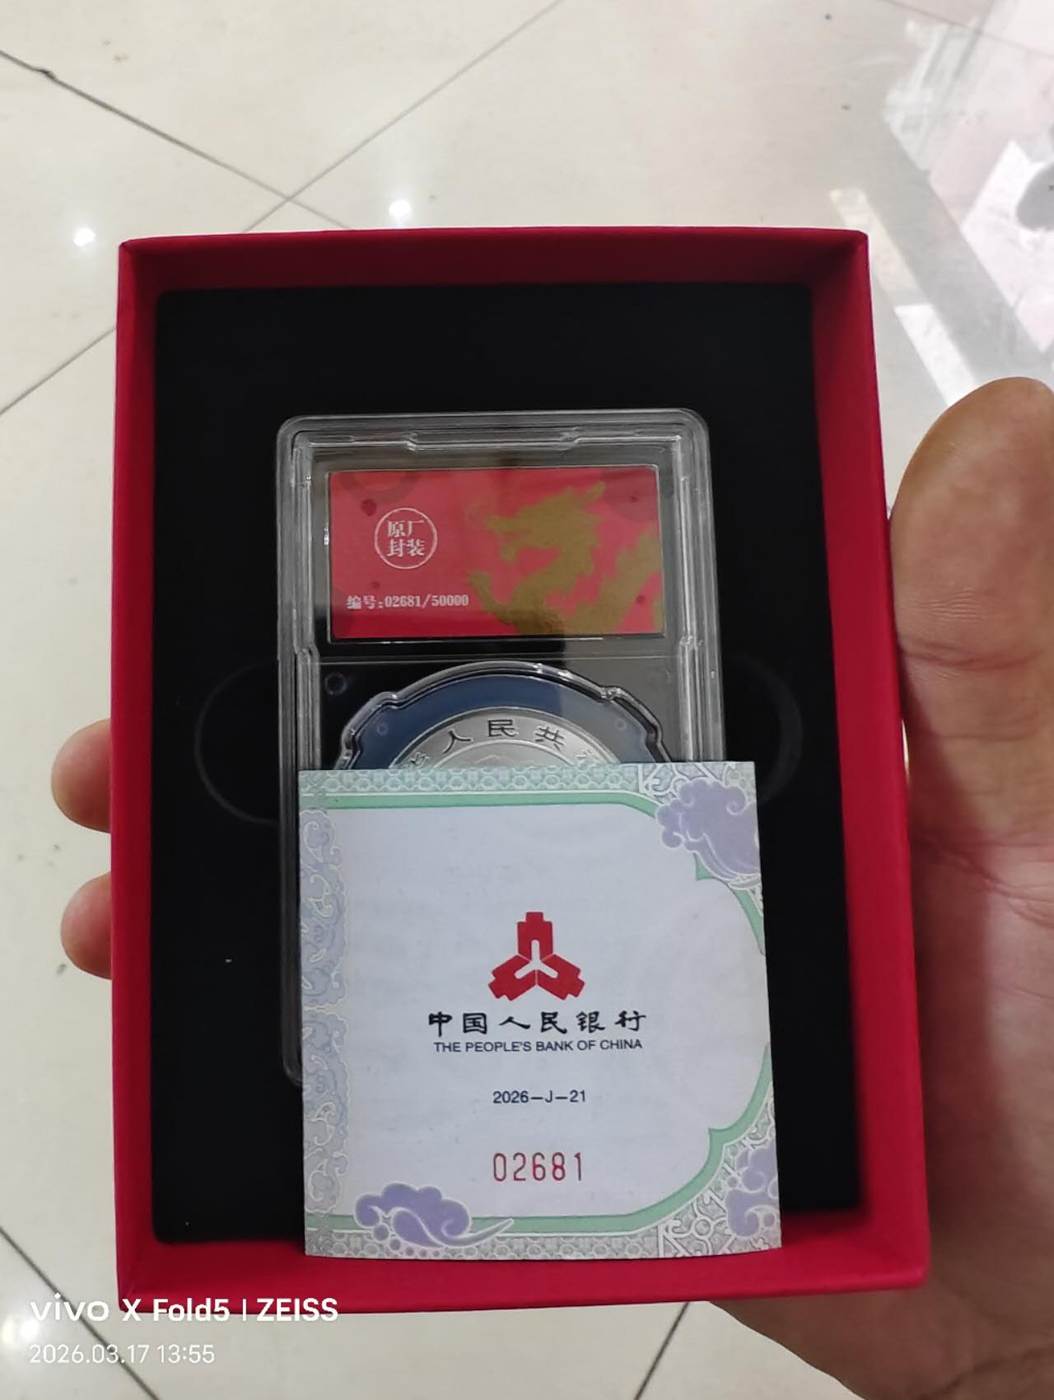 原厂
封装
编号:02681/50000
人民共
中国人民银行
THE PEOPLE'S BANK OF CHINA
2026—J—21
02681
vivo X Fold5 | ZEISS
2026.03.17 13:55